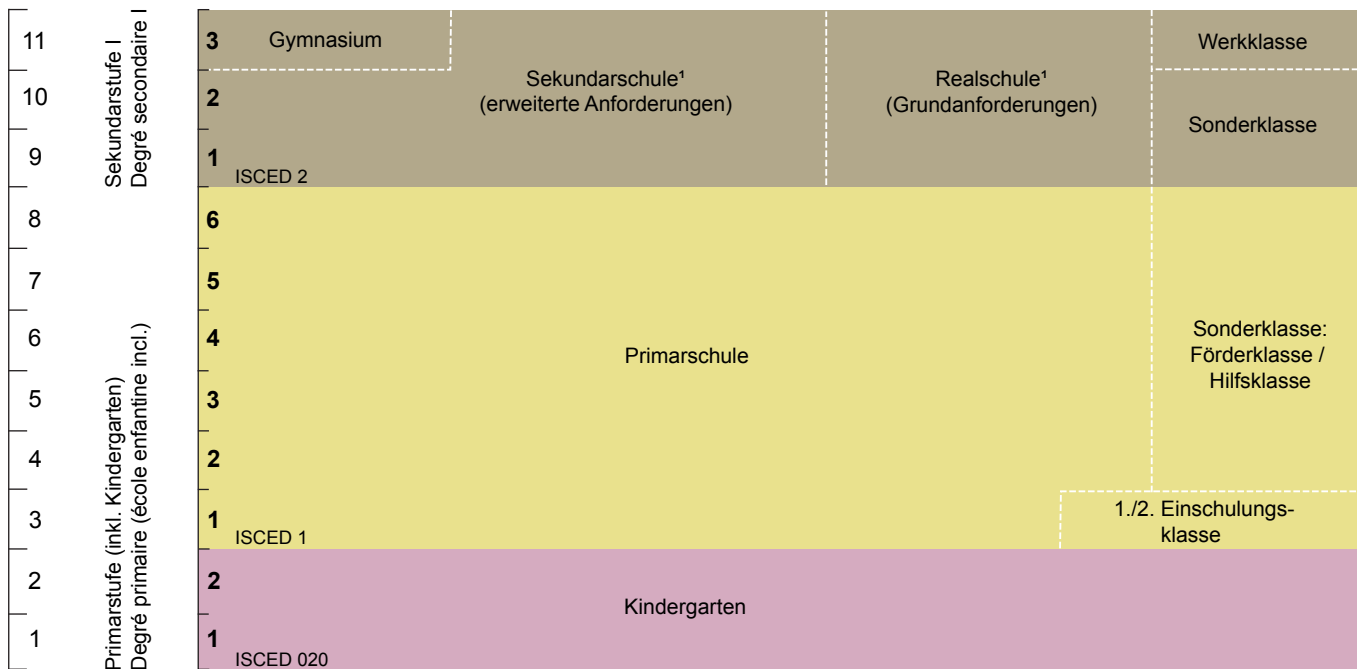 11
Sekundarstufe I
Degré secondaire I
3
Gymnasium
Werkklasse
10
2
Sekundarschule¹
(erweiterte Anforderungen)
Realschule¹
(Grundanforderungen)
Sonderklasse
9
1
ISCED 2
8
6
7
5
6
4
Primarschule
Sonderklasse:
Förderklasse /
Hilfsklasse
5
3
4
2
3
1
ISCED 1
1./2. Einschulungs-
klasse
Primarstufe (inkl. Kindergarten)
Degré primaire (école enfantine incl.)
2
2
Kindergarten
1
1
ISCED 020